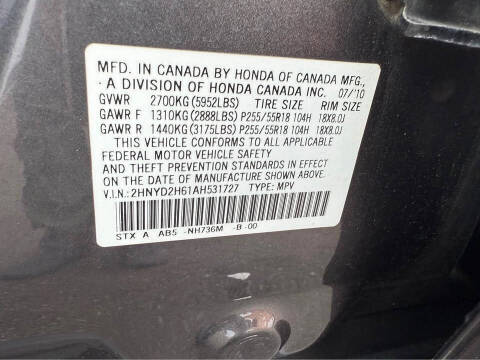 MFD. IN CANADA BY HONDA OF CANADA MFG.,
A DIVISION OF HONDA CANADA INC. 07/'10
GVWR 2700KG (5952LBS) TIRE SIZE RIM SIZE
GAWR F 1310KG (2888LBS) P255/55R18 104H 18X8.0J
GAWR R 1440KG (3175LBS) P255/55R18 104H 18X8.0J
THIS VEHICLE CONFORMS TO ALL APPLICABLE
FEDERAL MOTOR VEHICLE SAFETY
AND THEFT PREVENTION STANDARDS IN EFFECT ON
THE DATE OF MANUFACTURE SHOWN ABOVE.
V.I.N.: 2HNYD2H61AH531727 TYPE: MPV
STX A AB5 -NH736M -B-00